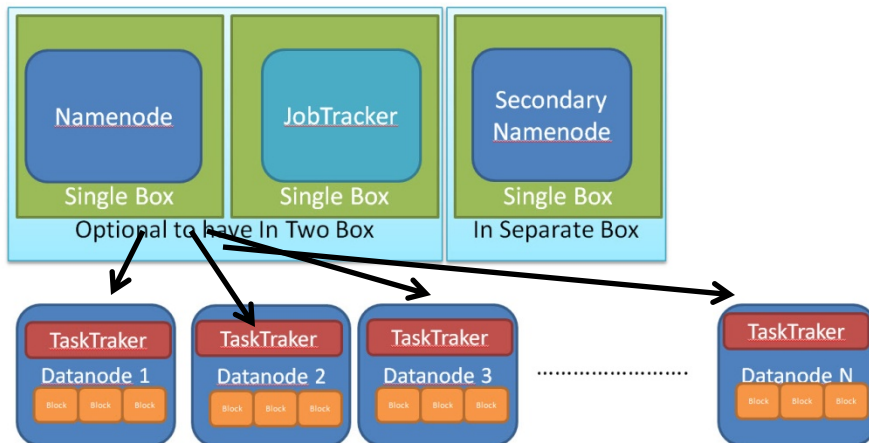 Namenode
JobTracker
Secondary
Namenode
Single Box
Single Box
Single Box
Optional to have In Two Box
In Separate Box
TaskTraker
TaskTraker
TaskTraker
TaskTraker
Datanode 1
Datanode 2
Datanode 3
.........................
Datanode N
Block Block Block
Block Block Block
Block Block Block
Block Block Block